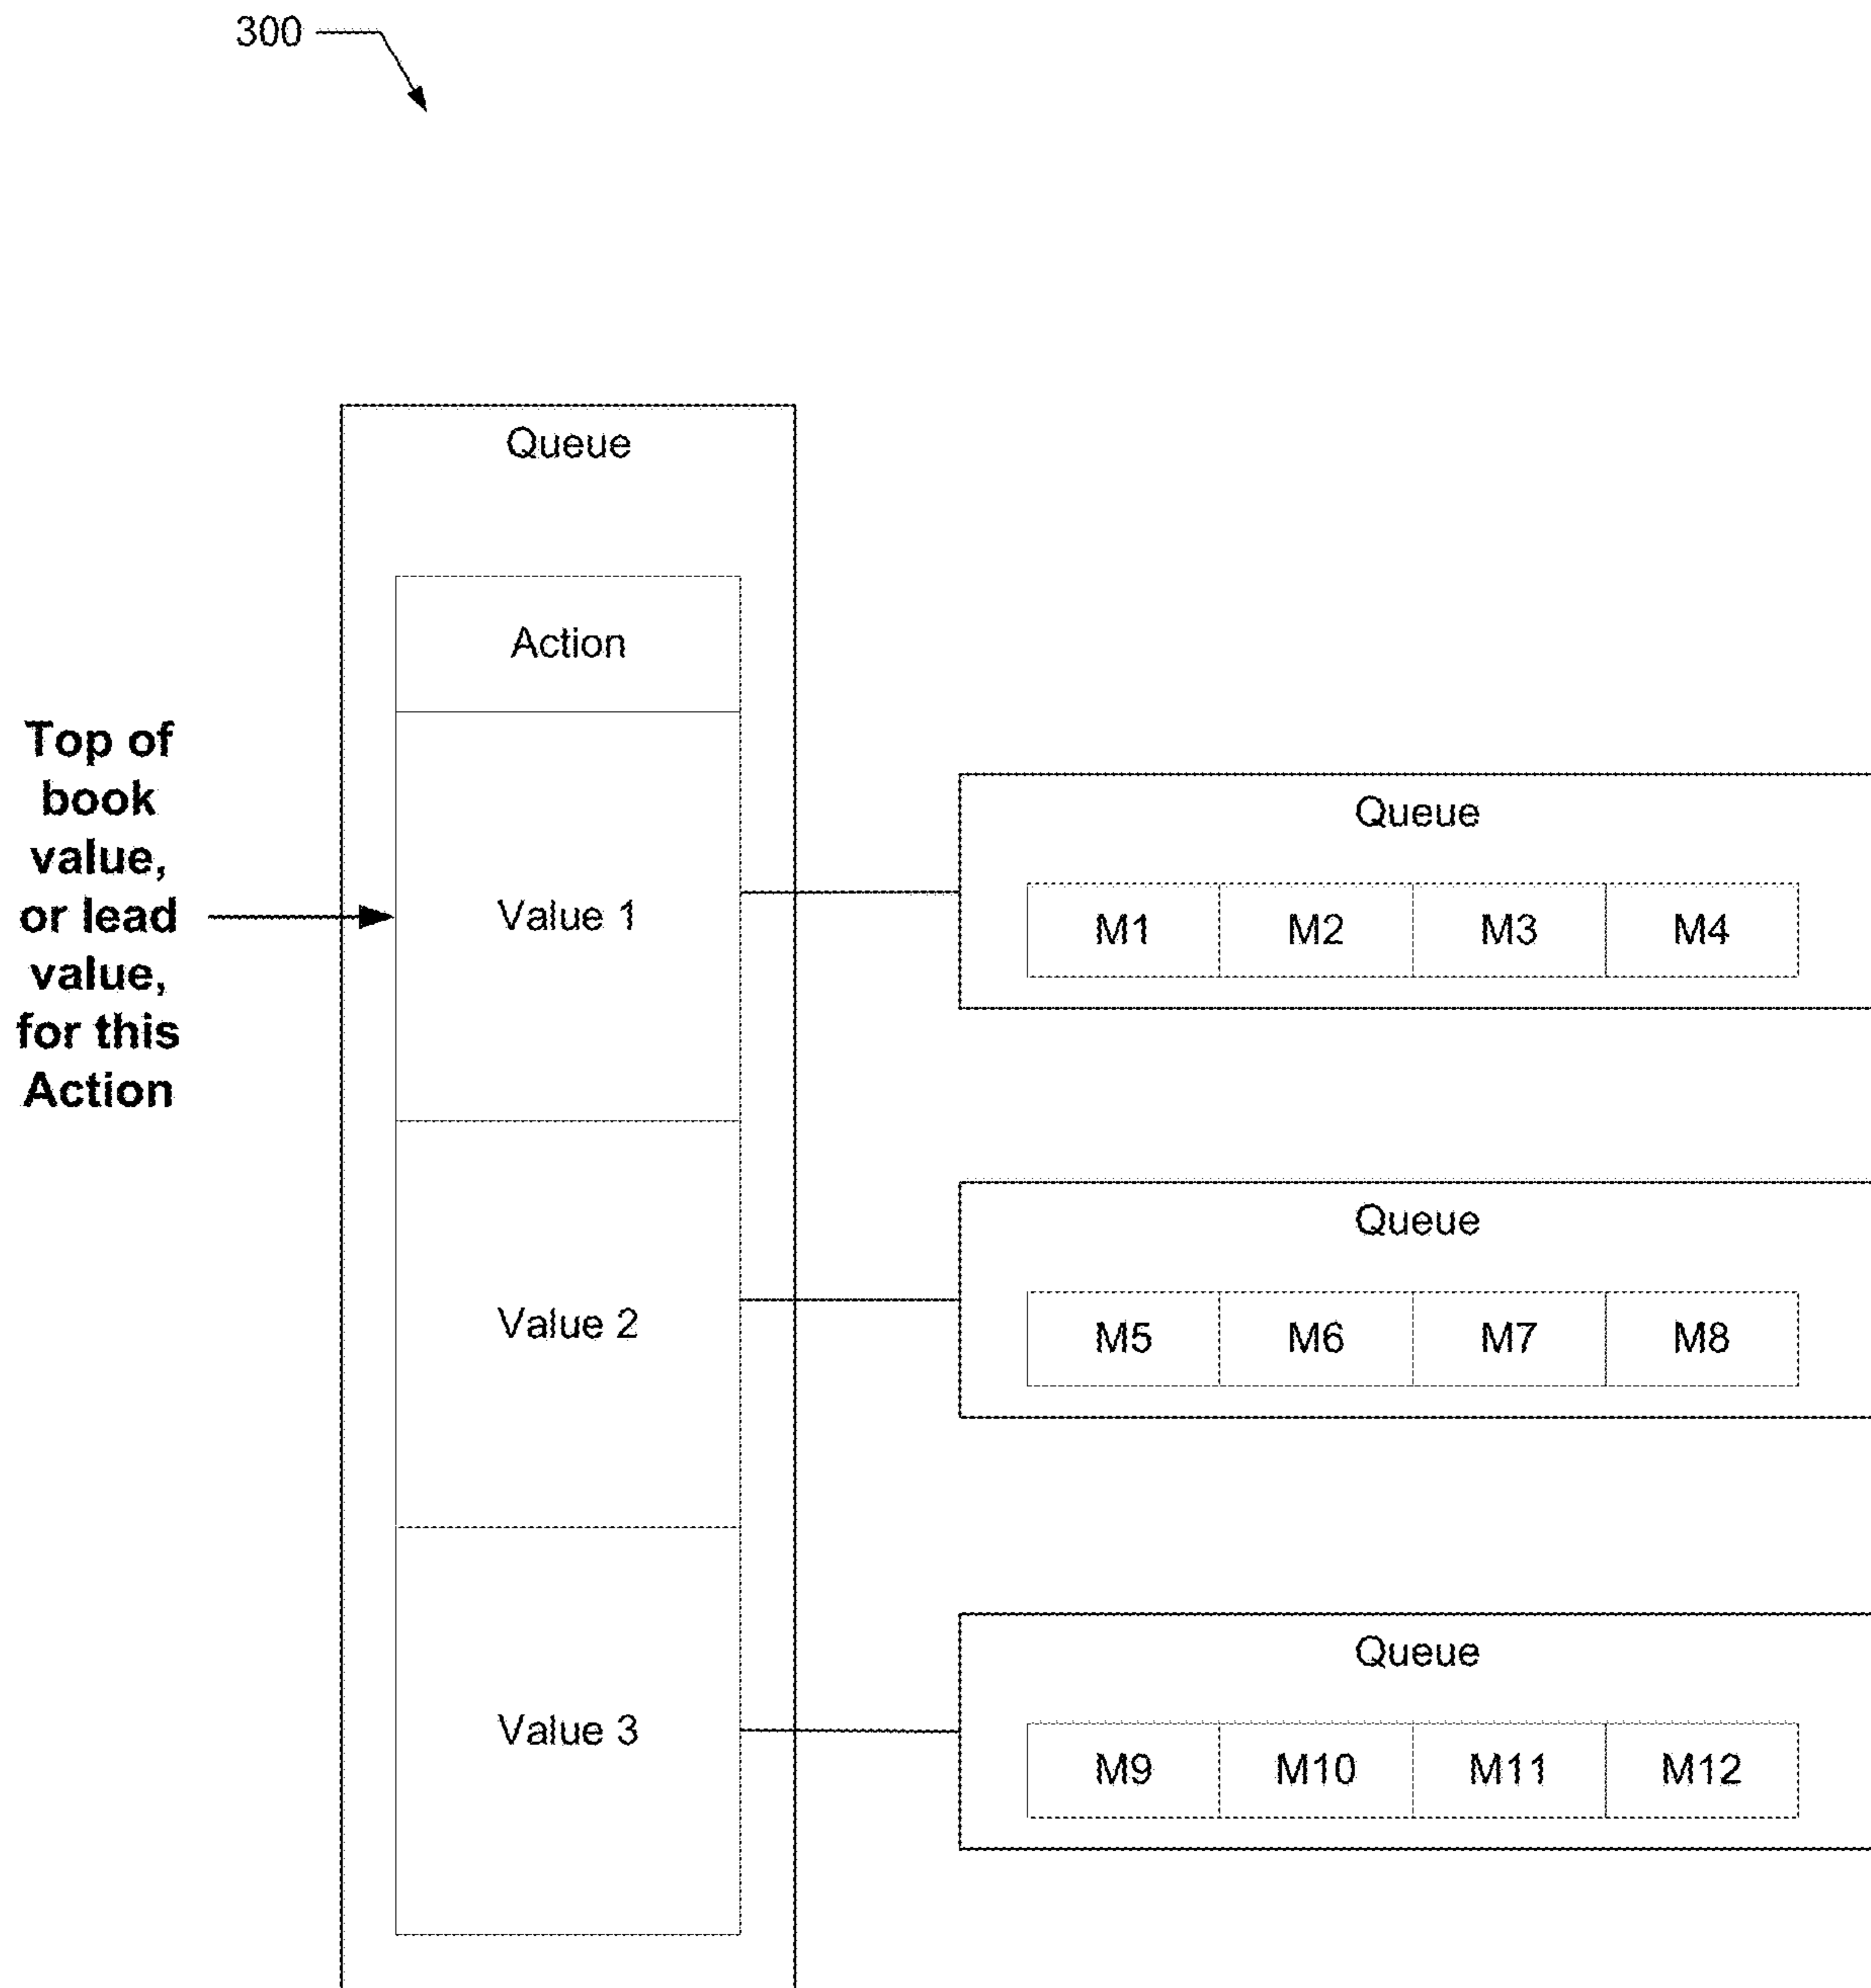 300
Queue
Action
Top of
book
value,
or lead
value,
for this
Action
Value 1
Queue
M1 M2 M3 M4
Value 2
Queue
M5 M6 M7 M8
Value 3
Queue
M9 M10 M11 M12